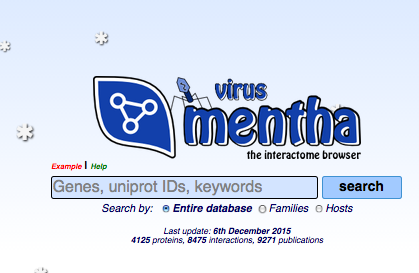 virus
mentha
the interactome browser
Example | Help
Genes, uniprot IDs, keywords
search
Search by: Entire database Families Hosts
Last update: 6th December 2015
4125 proteins, 8475 interactions, 9271 publications